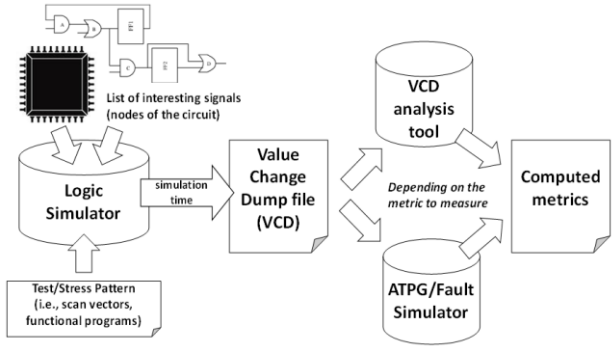 A
B
FF1
C
FF2
D
List of interesting signals
(nodes of the circuit)
Logic
Simulator
simulation
time
Test/Stress Pattern
(i.e., scan vectors,
functional programs)
Value
Change
Dump file
(VCD)
VCD
analysis
tool
Depending on the
metric to measure
ATPG/Fault
Simulator
Computed
metrics